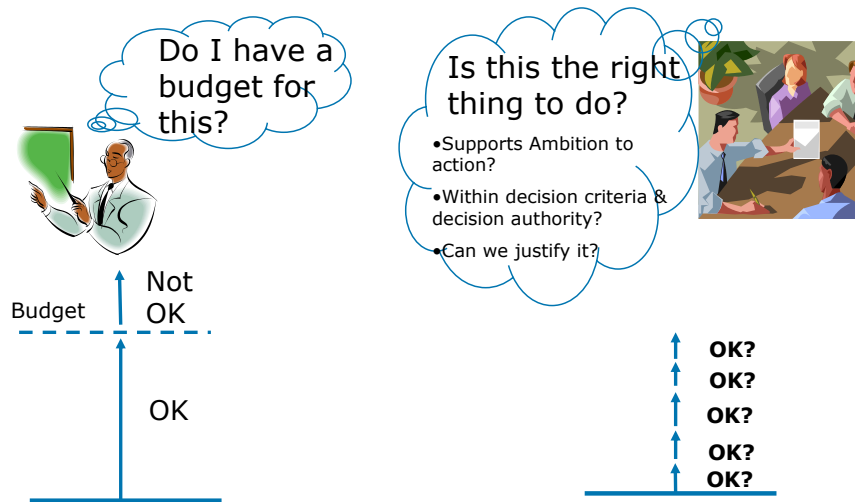 Do I have a
budget for
this?
Not
OK
Budget
OK
Is this the right
thing to do?
•Supports Ambition to
action?
•Within decision criteria &
decision authority?
•Can we justify it?
OK?
OK?
OK?
OK?
OK?